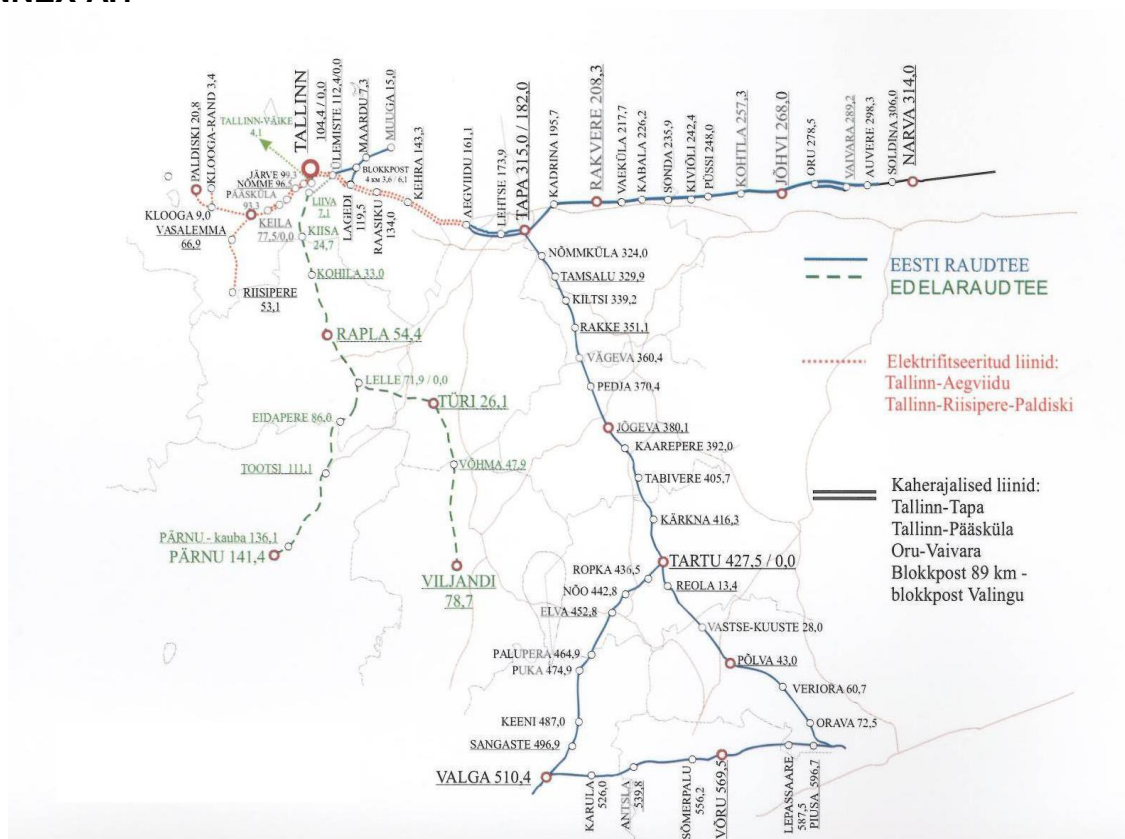 PALDISKI 20,8
KLOOGA-RAND 3,4
TALLINN-VÄIKE
4,1
TALLINN
104,4 / 0,0
ÜLEMISTE 112,4/0,0
MAARDU 7,3
MUUGA 15,0
BLOKKPOST
4 км 3,6 / 6,1
KEHRA 143,3
AEGVIIDU 161,1
LEHTSE 173,9
TAPA 315.0 / 182,0
KADRINA 195,7
RAKVERE 208,3
VAEKÜLA 217,7
KABALA 226,2
SONDA 235,9
KIVIÕLI 242,4
PÜSSI 248,0
KOHTLA 257,3
JÕHVI 268,0
ORU 278,5
VAIVARA 289,2
AUVERE 298,3
SOLDINA 306,0
NARVA 314,0
JÄRVE 99,3
NÕMME 96,5
PÄÄSKÜLA
93,3
KLOOGA 9,0
VASALEMMA
66,9
KEILA
77,5/0,0
LIIVA
7,1
KIISA
24,7
LAGEDI
119,5
RAASIKU
134,0
RIISIPERE
53,1
KOHILA 33,0
RAPLA 54,4
LELLE 71,9 / 0,0
EIDAPERE 86,0
TÜRI 26,1
TOOTSI 111,1
VÕHMA 47,9
PÄRNU - kauba 136,1
PÄRNU 141,4
VILJANDI
78,7
NÕMMKÜLA 324,0
TAMSALU 329,9
KILTSI 339,2
RAKKE 351,1
VÄGEVA 360,4
PEDJA 370,4
JÕGEVA 380,1
KAAREPERE 392,0
TABIVERE 405,7
KÄRKNA 416,3
TARTU 427,5 / 0,0
ROPKA 436,5
REOLA 13,4
NÕO 442,8
ELVA 452,8
VASTSE-KUUSTE 28,0
PALUPERA 464,9
PUKA 474,9
PÕLVA 43,0
VERIORA 60,7
KEENI 487,0
ORAVA 72,5
SANGASTE 496,9
VALGA 510,4
KARULA
526,0
ANTSLA
539,8
SÕMERPALU
556,2
VÕRU 569,5
LEPASSAARE
587,5
PIUSA 596,7
EESTI RAUDTEE
EDELARAUDTEE
Elektrifitseeritud liinid:
Tallinn-Aegviidu
Tallinn-Riisipere-Paldiski
Kaherajalised liinid:
Tallinn-Tapa
Tallinn-Pääsküla
Oru-Vaivara
Blokkpost 89 km -
blokkpost Valingu